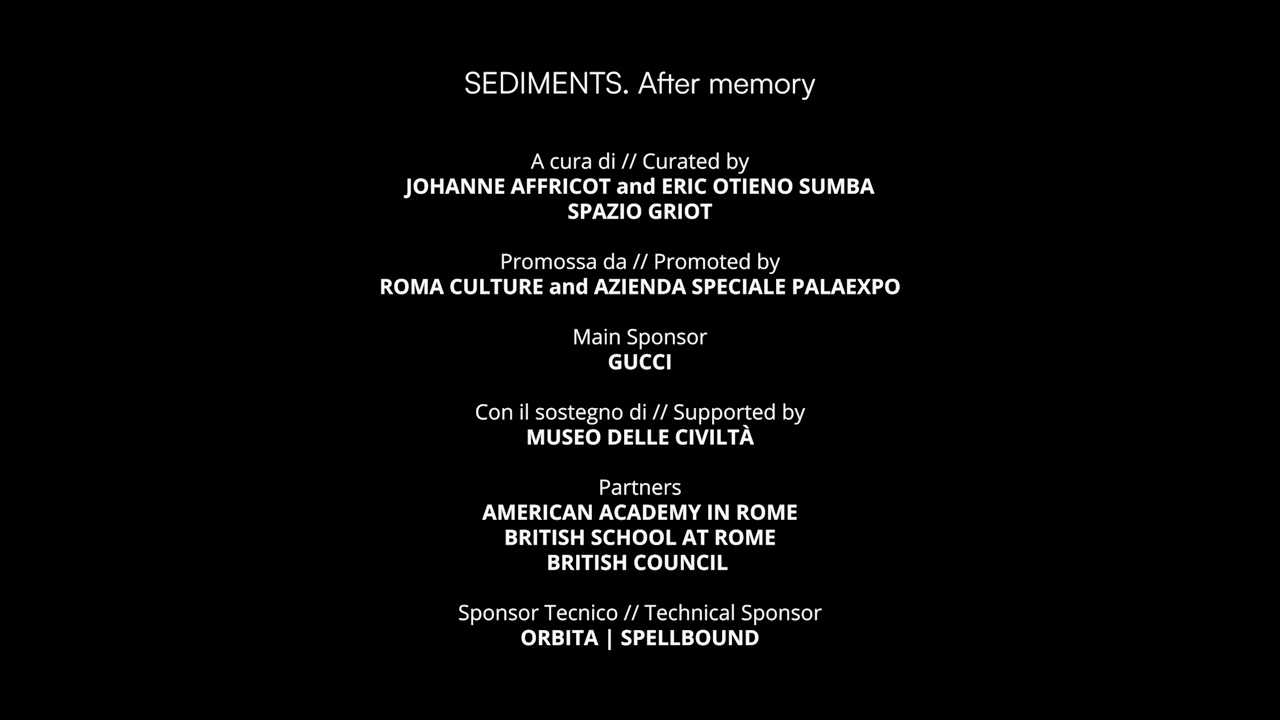 SEDIMENTS. After memory
A cura di // Curated by
JOHANNE AFFRICOT and ERIC OTIENO SUMBA
SPAZIO GRIOT
Promossa da // Promoted by
ROMA CULTURE and AZIENDA SPECIALE PALAEXPO
Main Sponsor
GUCCI
Con il sostegno di // Supported by
MUSEO DELLE CIVILTÀ
Partners
AMERICAN ACADEMY IN ROME
BRITISH SCHOOL AT ROME
BRITISH COUNCIL
Sponsor Tecnico // Technical Sponsor
ORBITA | SPELLBOUND